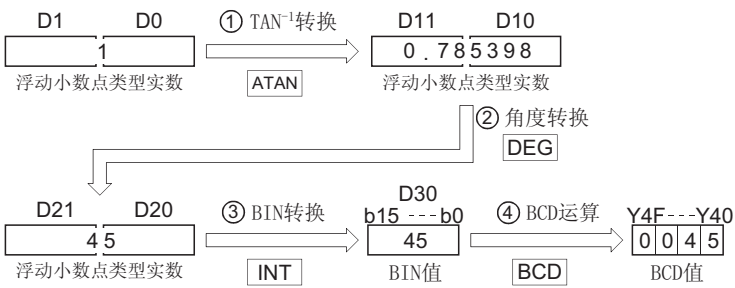 D1 D0 ① TAN⁻¹转换 D11 D10
1 0.785398
浮动小数点类型实数 ATAN 浮动小数点类型实数
② 角度转换
DEG
D30
D21 D20 ③ BIN转换 b15 ---b0 ④ BCD运算 Y4F---Y40
45 45 0 0 4 5
浮动小数点类型实数 INT BIN值 BCD BCD值